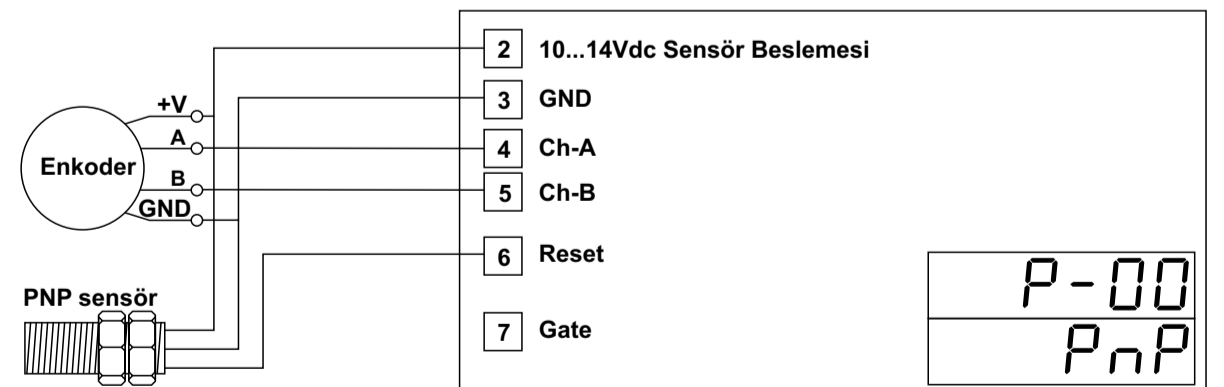 2 10...14Vdc Sensör Beslemesi
+V
3 GND
A
4 Ch-A
Enkoder
B
5 Ch-B
GND
6 Reset
P-00
PNP sensör
7 Gate
PnP